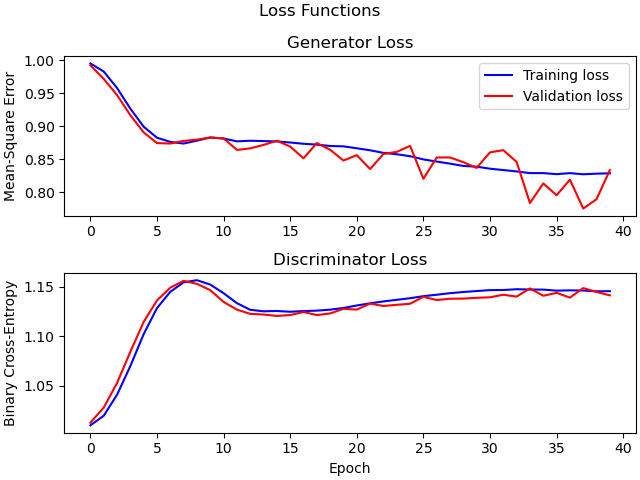 Loss Functions
Generator Loss
Mean-Square Error
1.00
0.95
0.90
0.85
0.80
Training loss
Validation loss
0 5 10 15 20 25 30 35 40
Discriminator Loss
Binary Cross-Entropy
1.15
1.10
1.05
0 5 10 15 20 25 30 35 40
Epoch